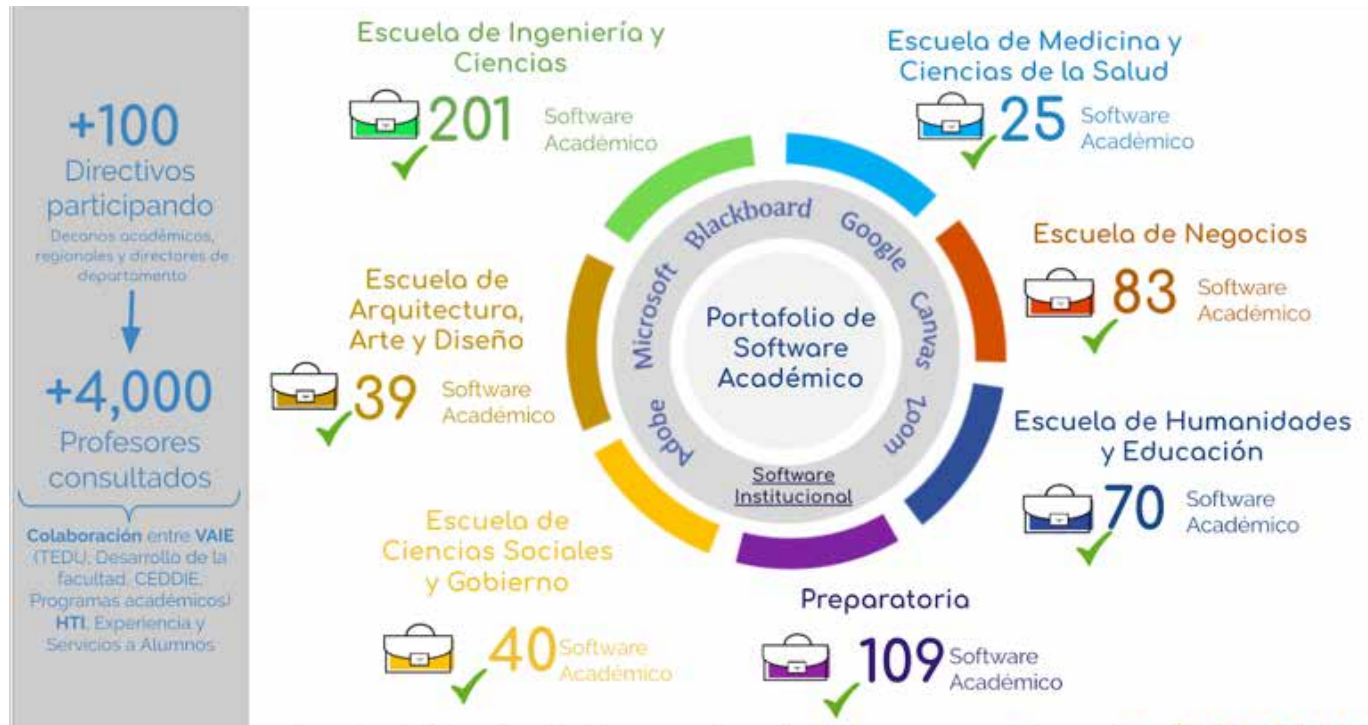 +100
Directivos
participando
Decanos académicos,
regionales y directores de
departamento
+4,000
Profesores
consultados
Colaboración entre VAIE
(TEDU, Desarrollo de la
facultad, CEDDIE,
Programas académicos)
HTI, Experiencia y
Servicios a Alumnos
Escuela de Ingeniería y
Ciencias
201
Software
Académico
Escuela de Medicina y
Ciencias de la Salud
25
Software
Académico
Escuela de Negocios
83
Software
Académico
Escuela de Humanidades
y Educación
70
Software
Académico
Preparatoria
109
Software
Académico
Escuela de
Ciencias Sociales
y Gobierno
40
Software
Académico
Escuela de
Arquitectura,
Arte y Diseño
39
Software
Académico
Adobe
Microsoft
Blackboard
Google
Canvas
Zoom
Software
Institucional
Portafolio de
Software
Académico